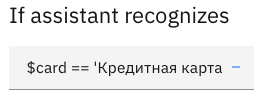 If assistant recognizes
$card == 'Кредитная карта